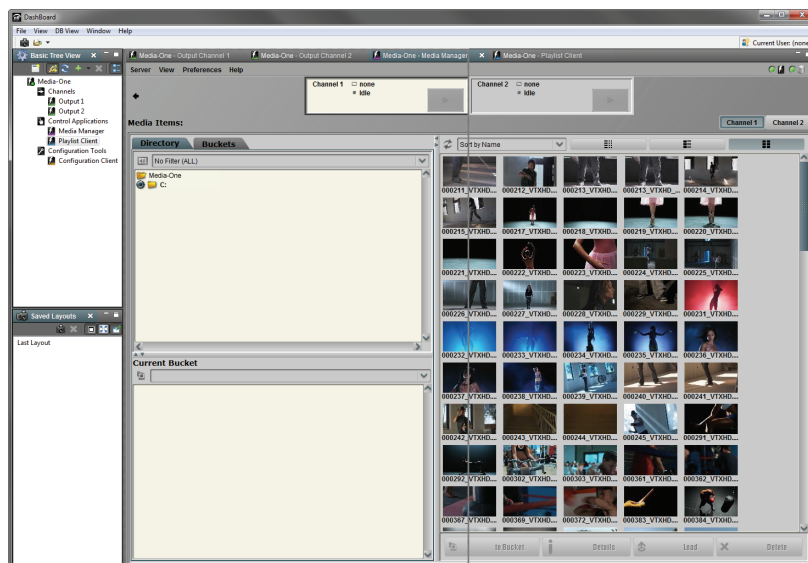 DashBoard
File View DB View Window Help
Current User: (none
Basic Tree View
Media-One - Output Channel 1
Media-One - Output Channel 2
Media-One - Media Manager
Media-One - Playlist Client
Server View Preferences Help
Media-One
Channels
Output 1
Output 2
Control Applications
Media Manager
Playlist Client
Configuration Tools
Configuration Client
Channel 1 none
Idle
Channel 2 none
Idle
Media Items:
Channel 1 Channel 2
Directory Buckets
Sort by Name
No Filter (ALL)
Media-One
C:
000211_VTXHD... 000212_VTXHD... 000213_VTXHD... 000213_VTXHD_... 000214_VTXHD...
000215_VTXHD... 000217_VTXHD... 000218_VTXHD... 000219_VTXHD... 000220_VTXHD...
000221_VTXHD... 000222_VTXHD... 000223_VTXHD... 000224_VTXHD... 000225_VTXHD...
000226_VTXHD... 000227_VTXHD... 000228_VTXHD... 000229_VTXHD... 000231_VTXHD...
000232_VTXHD... 000233_VTXHD... 000234_VTXHD... 000235_VTXHD... 000236_VTXHD...
000237_VTXHD... 000238_VTXHD... 000239_VTXHD... 000240_VTXHD... 000241_VTXHD...
000242_VTXHD... 000243_VTXHD... 000244_VTXHD... 000245_VTXHD... 000291_VTXHD...
000292_VTXHD... 000302_VTXHD... 000303_VTXHD... 000361_VTXHD... 000362_VTXHD...
000367_VTXHD... 000369_VTXHD... 000372_VTXHD... 000383_VTXHD... 000384_VTXHD...
Saved Layouts
Last Layout
Current Bucket
to Bucket Details Load Delete